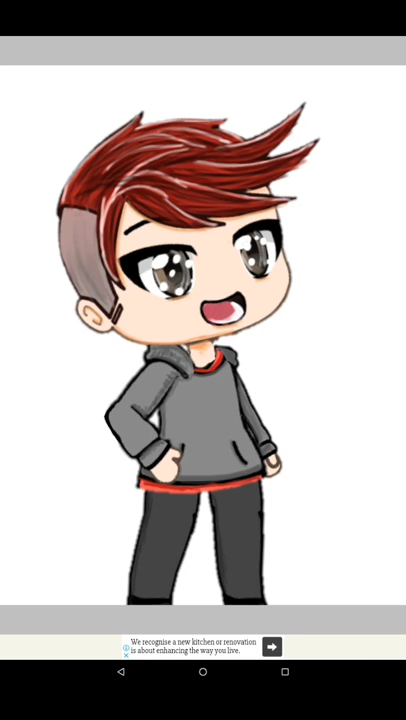 We recognise a new kitchen or renovation
is about enhancing the way you live.